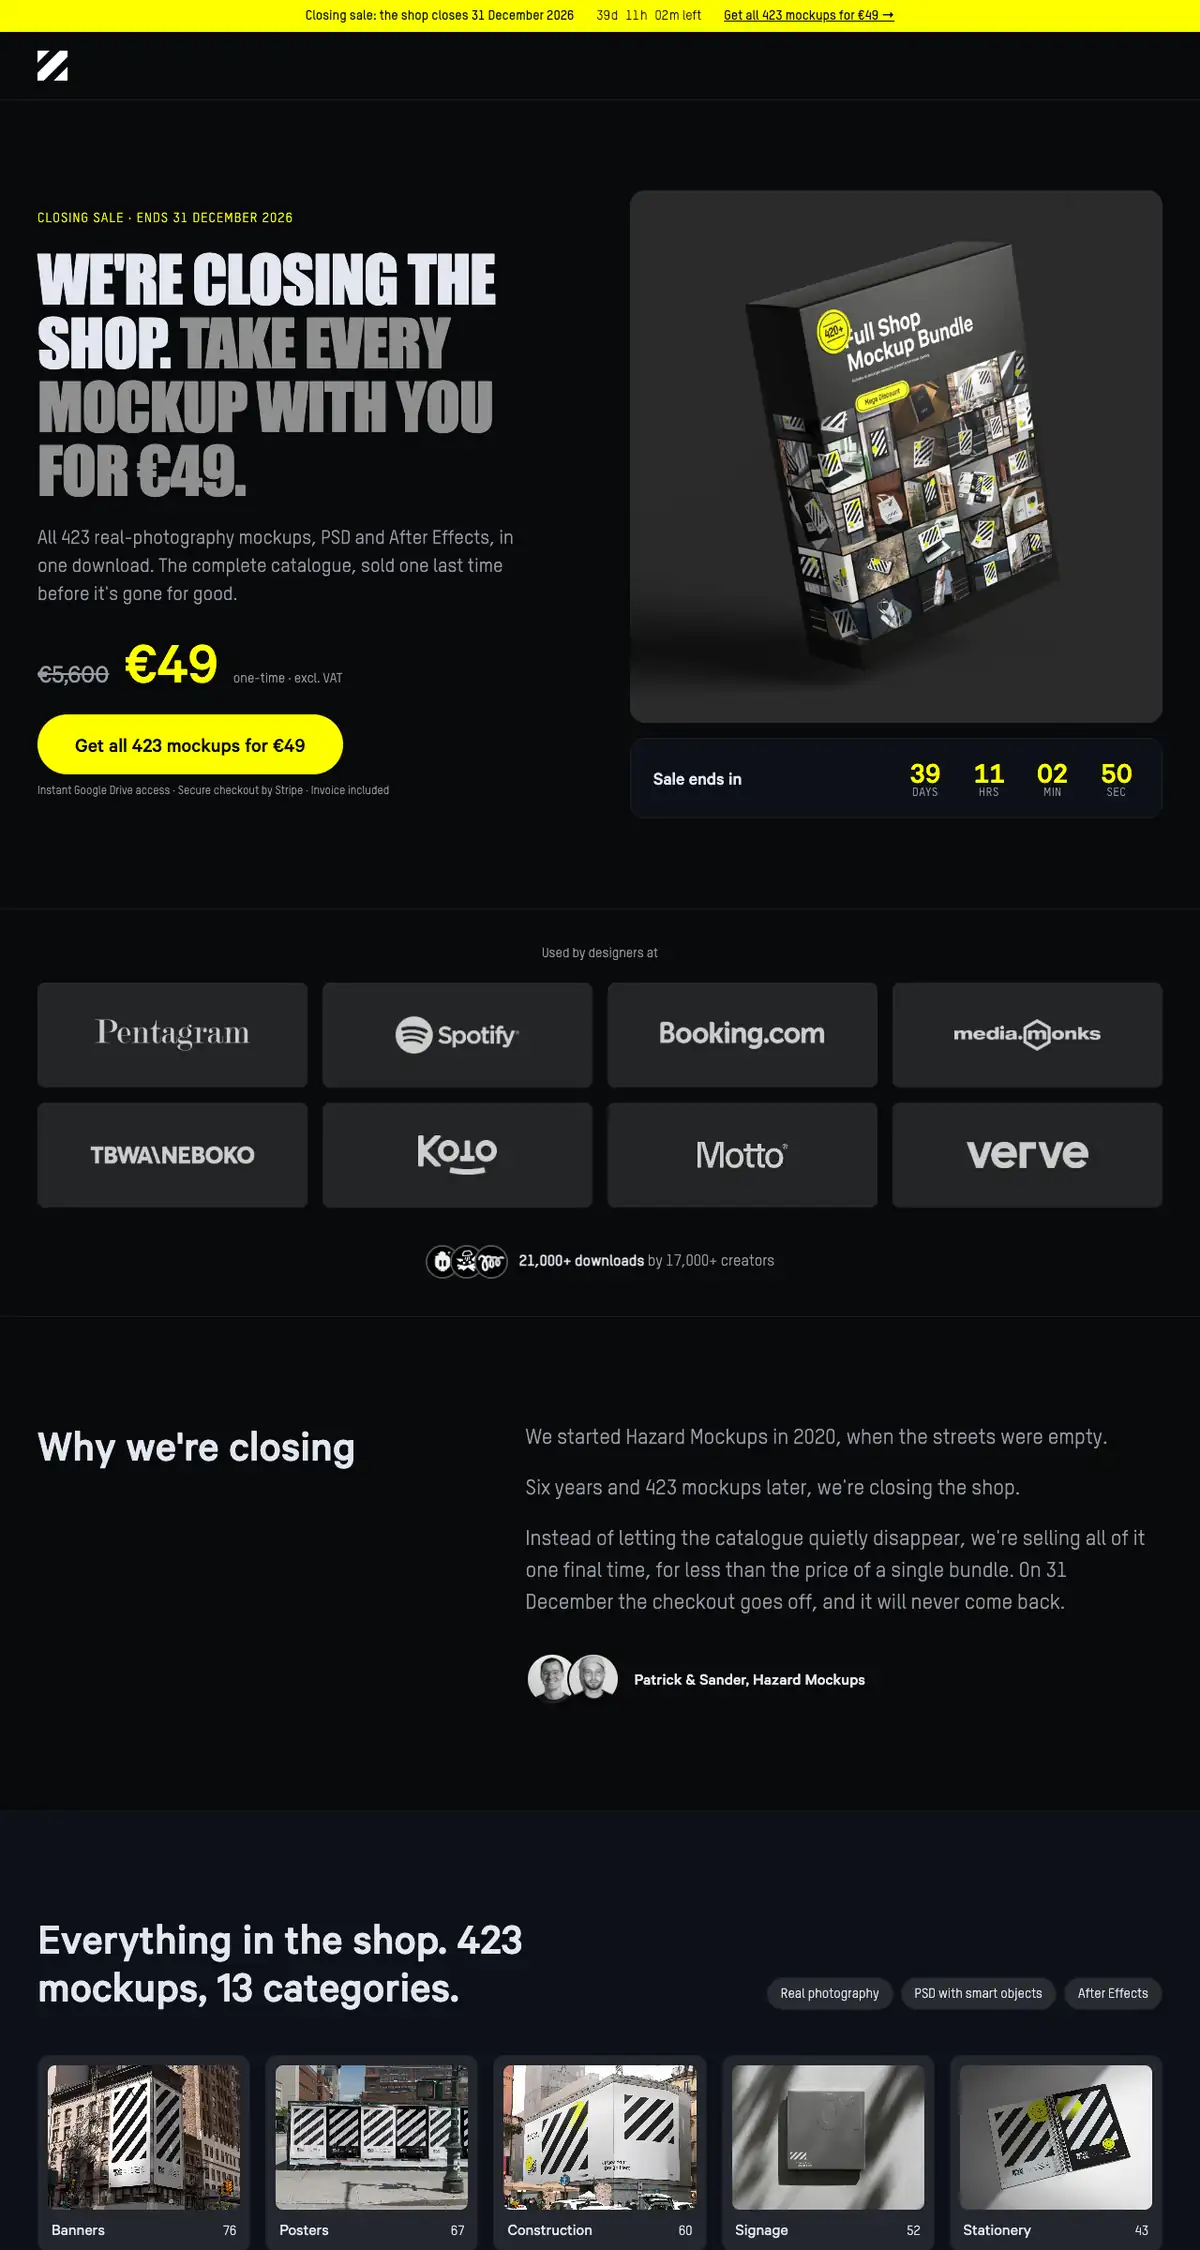 Closing sale: the shop closes 31 December 2026 39d 11h 02m left Get all 423 mockups for €49 →
CLOSING SALE · ENDS 31 DECEMBER 2026
WE'RE CLOSING THE
SHOP. TAKE EVERY
MOCKUP WITH YOU
FOR €49.
All 423 real-photography mockups, PSD and After Effects, in
one download. The complete catalogue, sold one last time
before it's gone for good.
€5,600 €49 one-time · excl. VAT
Get all 423 mockups for €49
Instant Google Drive access · Secure checkout by Stripe · Invoice included
420+
Full Shop
Mockup Bundle
Mega Discount
Sale ends in
39 11 02 50
DAYS HRS MIN SEC
Used by designers at
Pentagram
Spotify
Booking.com
media.monks
TBWA\NEBOKO
Koto
Motto
verve
21,000+ downloads by 17,000+ creators
Why we're closing
We started Hazard Mockups in 2020, when the streets were empty.
Six years and 423 mockups later, we're closing the shop.
Instead of letting the catalogue quietly disappear, we're selling all of it
one final time, for less than the price of a single bundle. On 31
December the checkout goes off, and it will never come back.
Patrick & Sander, Hazard Mockups
Everything in the shop. 423
mockups, 13 categories.
Real photography
PSD with smart objects
After Effects
Banners 76
Posters 67
Construction 60
Signage 52
Stationery 43